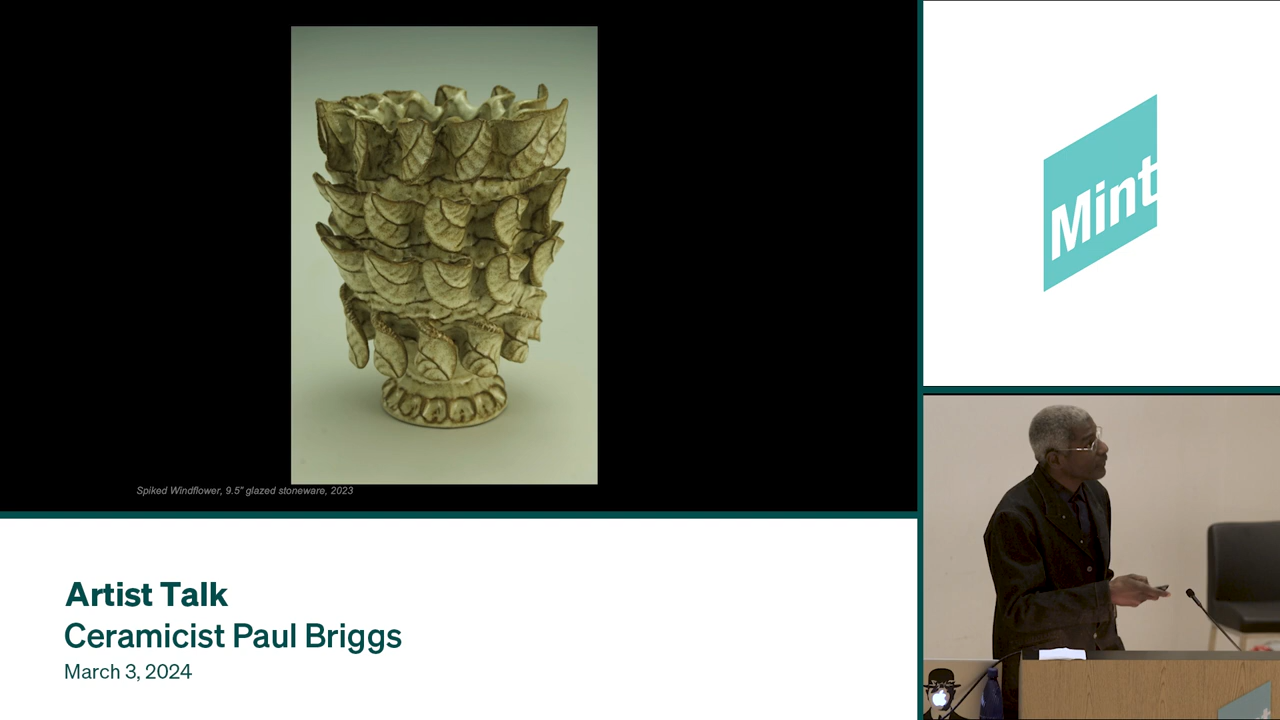 Spiked Windflower, 9.5" glazed stoneware, 2023
Artist Talk
Ceramicist Paul Briggs
March 3, 2024
Mint